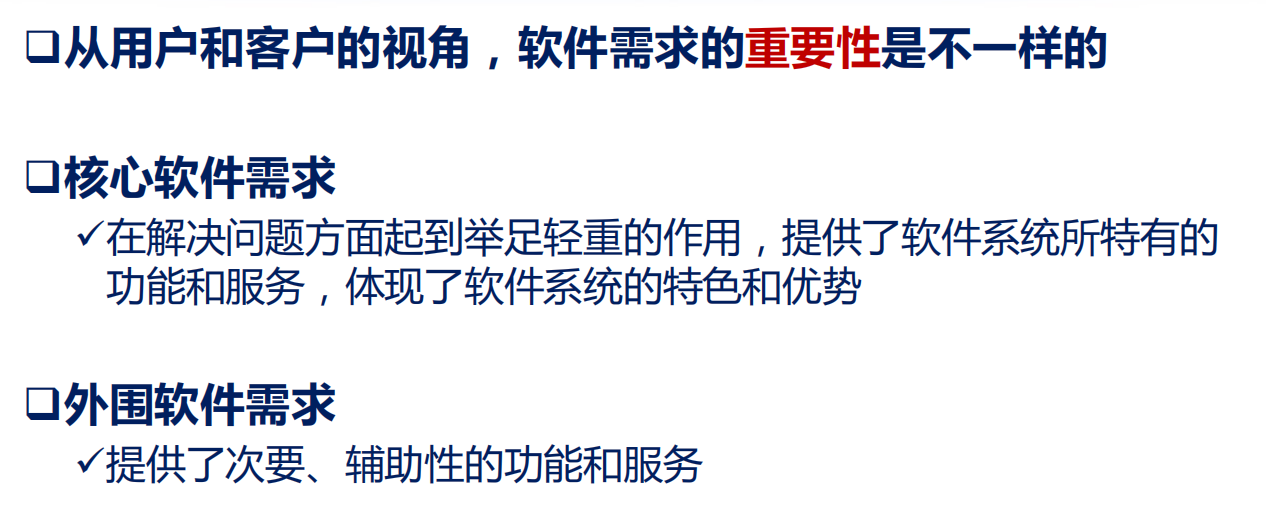 ❑从用户和客户的视角，软件需求的重要性是不一样的
❑核心软件需求
✓在解决问题方面起到举足轻重的作用，提供了软件系统所特有的
功能和服务，体现了软件系统的特色和优势
❑外围软件需求
✓提供了次要、辅助性的功能和服务